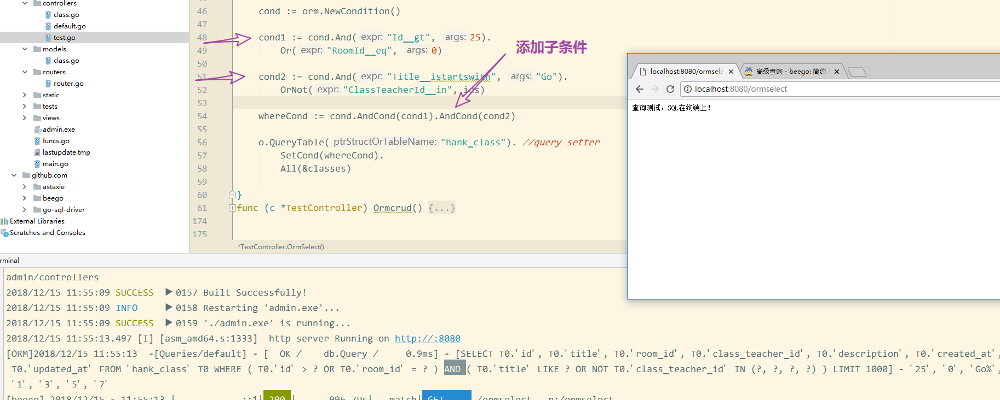 controllers
class.go
default.go
test.go
models
class.go
routers
router.go
static
tests
views
admin.exe
funcs.go
lastupdate.tmp
main.go
github.com
astaxie
beego
go-sql-driver
External Libraries
Scratches and Consoles
46 cond := orm.NewCondition()
47
48 cond1 := cond.And( expr: "Id__gt", args: 25).
49 Or( expr: "RoomId__eq", args: 0)
50
51 cond2 := cond.And( expr: "Title__istartswith", args: "Go").
52 OrNot( expr: "ClassTeacherId__in", ids)
53
54 whereCond := cond.AndCond(cond1).AndCond(cond2)
55
56 o.QueryTable( ptrStructOrTableName: "hank_class"). //query setter
57 SetCond(whereCond).
58 All(&classes)
59
60 }
61 func (c *TestController) Ormcrud() {...}
174
175
添加子条件
*TestController.OrmSelect()
localhost:8080/ormsele
高级查询 - beego: 简约
localhost:8080/ormselect
查询测试，SQL在终端上!
rminal
admin/controllers
2018/12/15 11:55:09 SUCCESS ▶ 0157 Built Successfully!
2018/12/15 11:55:09 INFO ▶ 0158 Restarting 'admin.exe'...
2018/12/15 11:55:09 SUCCESS ▶ 0159 './admin.exe' is running...
2018/12/15 11:55:13.497 [I] [asm_amd64.s:1333] http server Running on http://:8080
[ORM]2018/12/15 11:55:13 -[Queries/default] - [ OK / db.Query / 0.9ms] - [SELECT T0.'id', T0.'title', T0.'room_id', T0.'class_teacher_id', T0.'description', T0.'created_at',
T0.'updated_at' FROM 'hank_class' T0 WHERE ( T0.'id' > ? OR T0.'room_id' = ? ) AND ( T0.'title' LIKE ? OR NOT T0.'class_teacher_id' IN (?, ?, ?, ?) ) LIMIT 1000] - '25', '0', 'Go%',
'1', '3', '5', '7'
[beego] 2018/12/15 - 11:55:13 | ::1| 200 | 996.7µs| match| GET /ormselect r:/ormselect